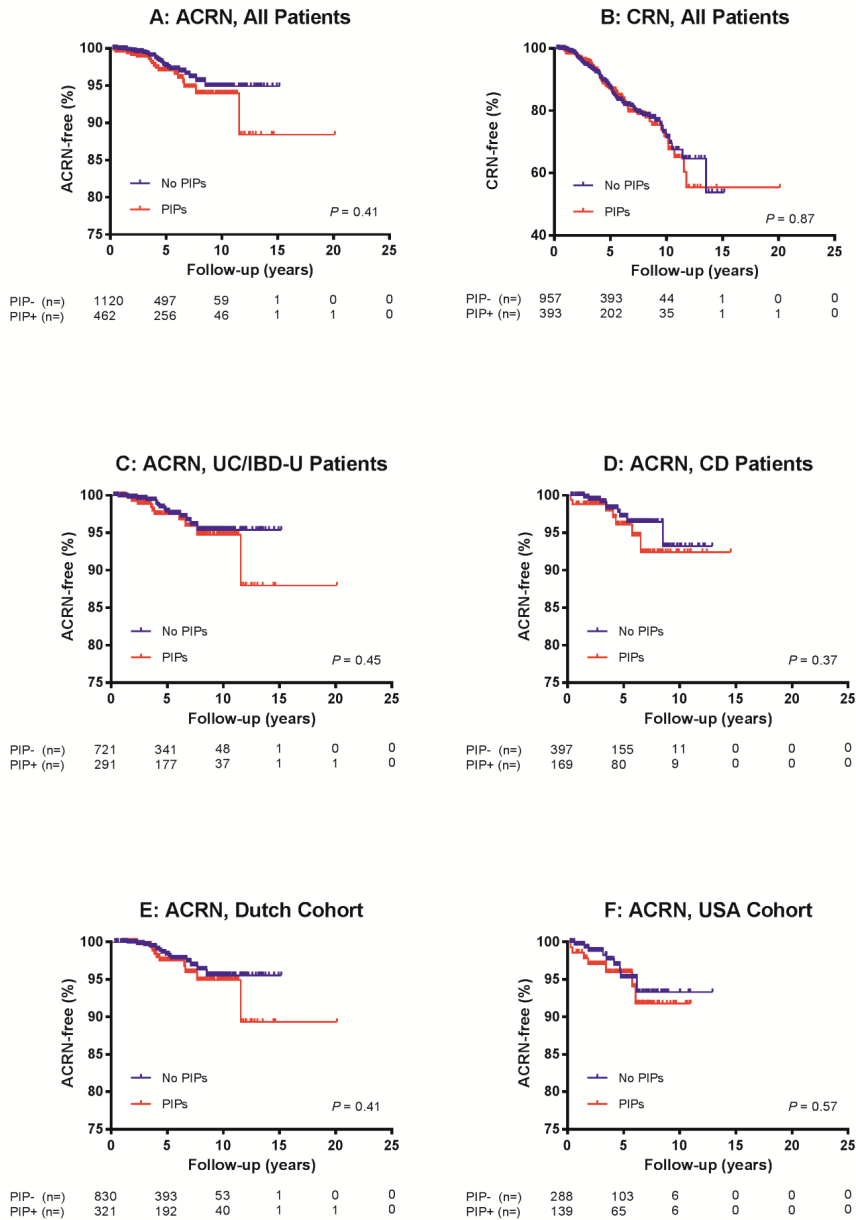 A: ACRN, All Patients
ACRN-free (%)
100
95
90
85
90
75
No PIPs
PIPs
P = 0.41
0 5 10 15 20 25
Follow-up (years)
PIP- (n=) 1120 497 59 1 0 0
PIP+ (n=) 462 256 46 1 1 0
B: CRN, All Patients
CRN-free (%)
100
80
60
40
No PIPs
PIPs
P = 0.87
0 5 10 15 20 25
Follow-up (years)
PIP- (n=) 957 393 44 1 0 0
PIP+ (n=) 393 202 35 1 1 0
C: ACRN, UC/IBD-U Patients
ACRN-free (%)
100
95
90
85
90
75
No PIPs
PIPs
P = 0.45
0 5 10 15 20 25
Follow-up (years)
PIP- (n=) 721 341 48 1 0 0
PIP+ (n=) 291 177 37 1 1 0
D: ACRN, CD Patients
ACRN-free (%)
100
95
90
85
90
75
No PIPs
PIPs
P = 0.37
0 5 10 15 20 25
Follow-up (years)
PIP- (n=) 397 155 11 0 0 0
PIP+ (n=) 169 80 9 0 0 0
E: ACRN, Dutch Cohort
ACRN-free (%)
100
95
90
85
90
75
No PIPs
PIPs
P = 0.41
0 5 10 15 20 25
Follow-up (years)
PIP- (n=) 830 393 53 1 0 0
PIP+ (n=) 321 192 40 1 1 0
F: ACRN, USA Cohort
ACRN-free (%)
100
95
90
85
90
75
No PIPs
PIPs
P = 0.57
0 5 10 15 20 25
Follow-up (years)
PIP- (n=) 288 103 6 0 0 0
PIP+ (n=) 139 65 6 0 0 0